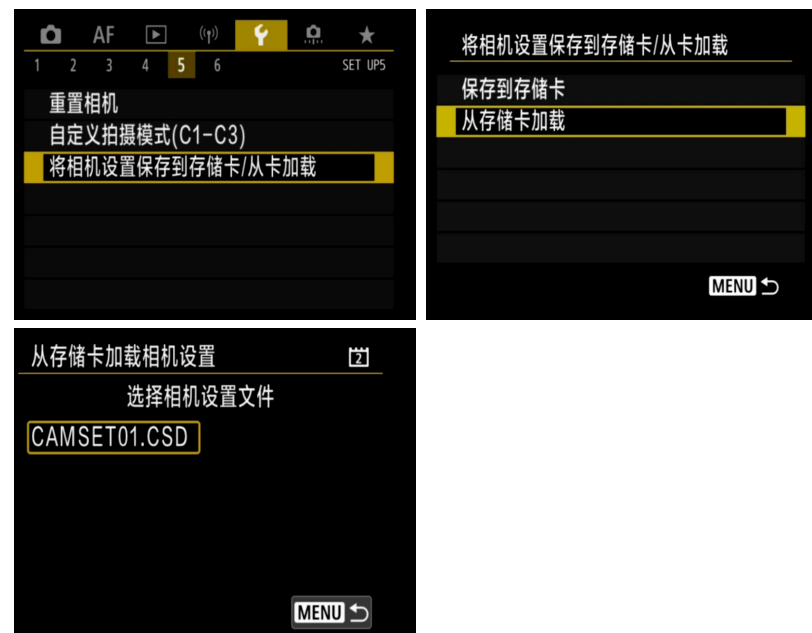 AF
1 2 3 4 5 6 SET UP5
重置相机
自定义拍摄模式(C1-C3)
将相机设置保存到存储卡/从卡加载
将相机设置保存到存储卡/从卡加载
保存到存储卡
从存储卡加载
MENU
从存储卡加载相机设置 2
选择相机设置文件
CAMSET01.CSD
MENU